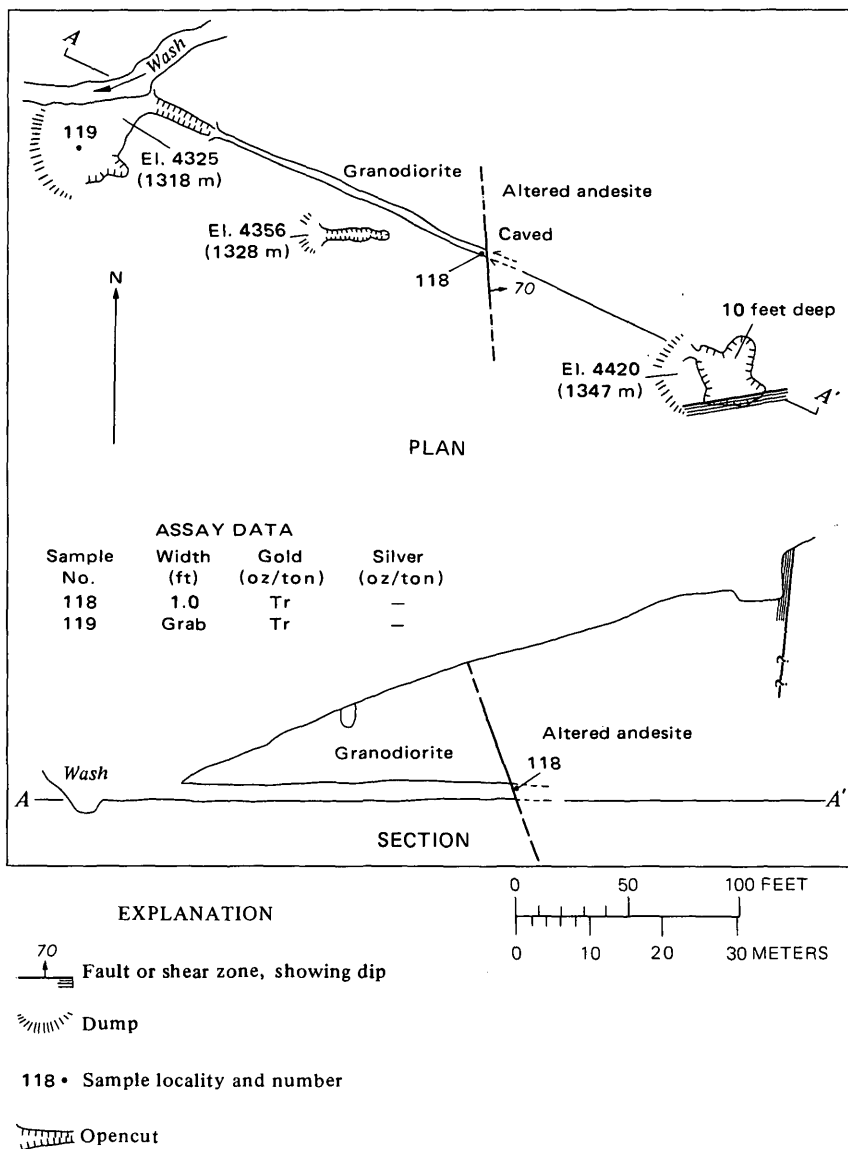 A
Wash
119
El. 4325
(1318 m)
Granodiorite
Altered andesite
El. 4356
(1328 m)
Caved
118
70
N
10 feet deep
El. 4420
(1347 m)
A'
PLAN
ASSAY DATA
Sample Width Gold Silver
No. (ft) (oz/ton) (oz/ton)
118 1.0 Tr —
119 Grab Tr —
?
?
Altered andesite
Granodiorite
118
Wash
A A'
SECTION
0 50 100 FEET
0 10 20 30 METERS
EXPLANATION
70
Fault or shear zone, showing dip
Dump
118 • Sample locality and number
Opencut